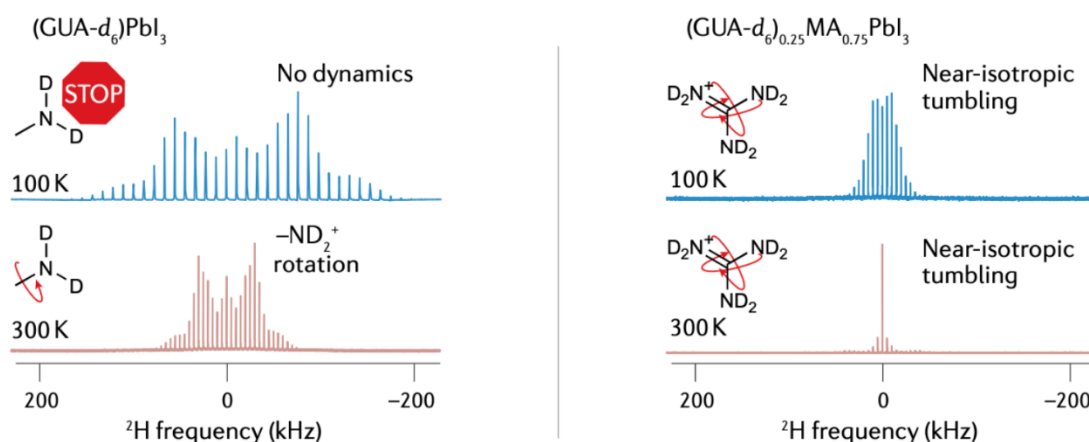 (GUA-d₆)PbI₃
No dynamics
D
STOP
N
D
100 K
D
–ND₂⁺
rotation
N
D
300 K
200 0 –200
²H frequency (kHz)
(GUA-d₆)₀.₂₅MA₀.₇₅PbI₃
Near-isotropic
tumbling
D₂N⁺ ND₂
ND₂
100 K
Near-isotropic
tumbling
D₂N⁺ ND₂
ND₂
300 K
200 0 –200
²H frequency (kHz)